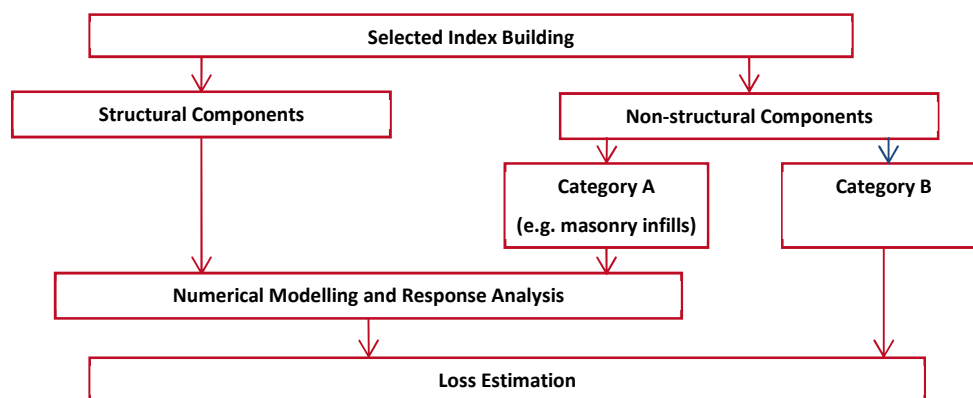 Selected Index Building
Structural Components
Non-structural Components
Category A
(e.g. masonry infills)
Category B
Numerical Modelling and Response Analysis
Loss Estimation